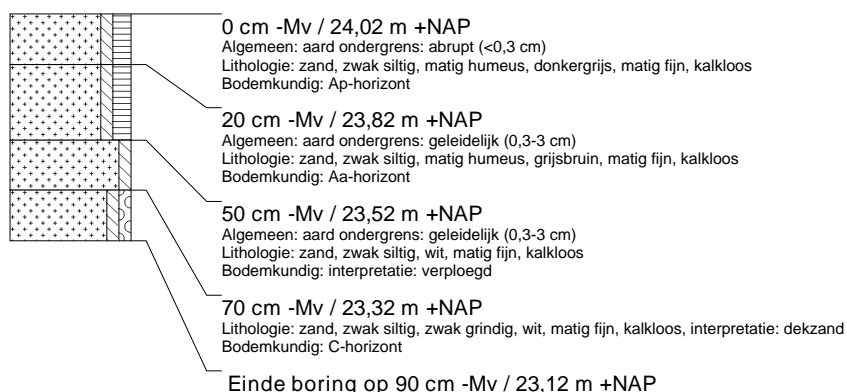 0 cm -Mv / 24,02 m +NAP
Algemeen: aard ondergrens: abrupt (<0,3 cm)
Lithologie: zand, zwak siltig, matig humeus, donkergrijs, matig fijn, kalkloos
Bodemkundig: Ap-horizont
20 cm -Mv / 23,82 m +NAP
Algemeen: aard ondergrens: geleidelijk (0,3-3 cm)
Lithologie: zand, zwak siltig, matig humeus, grijsbruin, matig fijn, kalkloos
Bodemkundig: Aa-horizont
50 cm -Mv / 23,52 m +NAP
Algemeen: aard ondergrens: geleidelijk (0,3-3 cm)
Lithologie: zand, zwak siltig, wit, matig fijn, kalkloos
Bodemkundig: interpretatie: verploegd
70 cm -Mv / 23,32 m +NAP
Lithologie: zand, zwak siltig, zwak grindig, wit, matig fijn, kalkloos, interpretatie: dekzand
Bodemkundig: C-horizont
Einde boring op 90 cm -Mv / 23,12 m +NAP